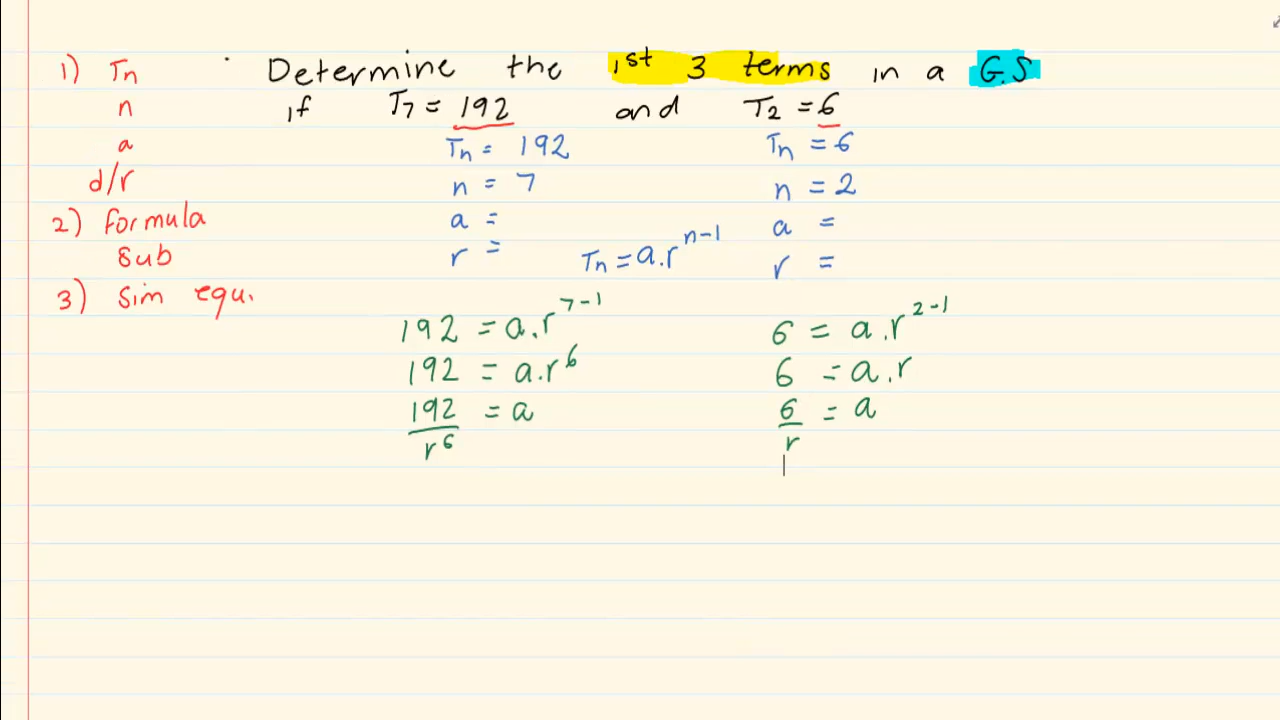 1) Tn
n
a
d/r
2) formula
Sub
3) Sim equ.
Determine the 1st 3 terms in a G.S
if T₇ = 192 and T₂ = 6
Tn = 192
n = 7
a =
r =
Tn = 6
n = 2
a =
r =
Tn = a.r^(n-1)
192 = a.r^(7-1)
192 = a.r^6
192/r^6 = a
6 = a.r^(2-1)
6 = a.r
6/r = a